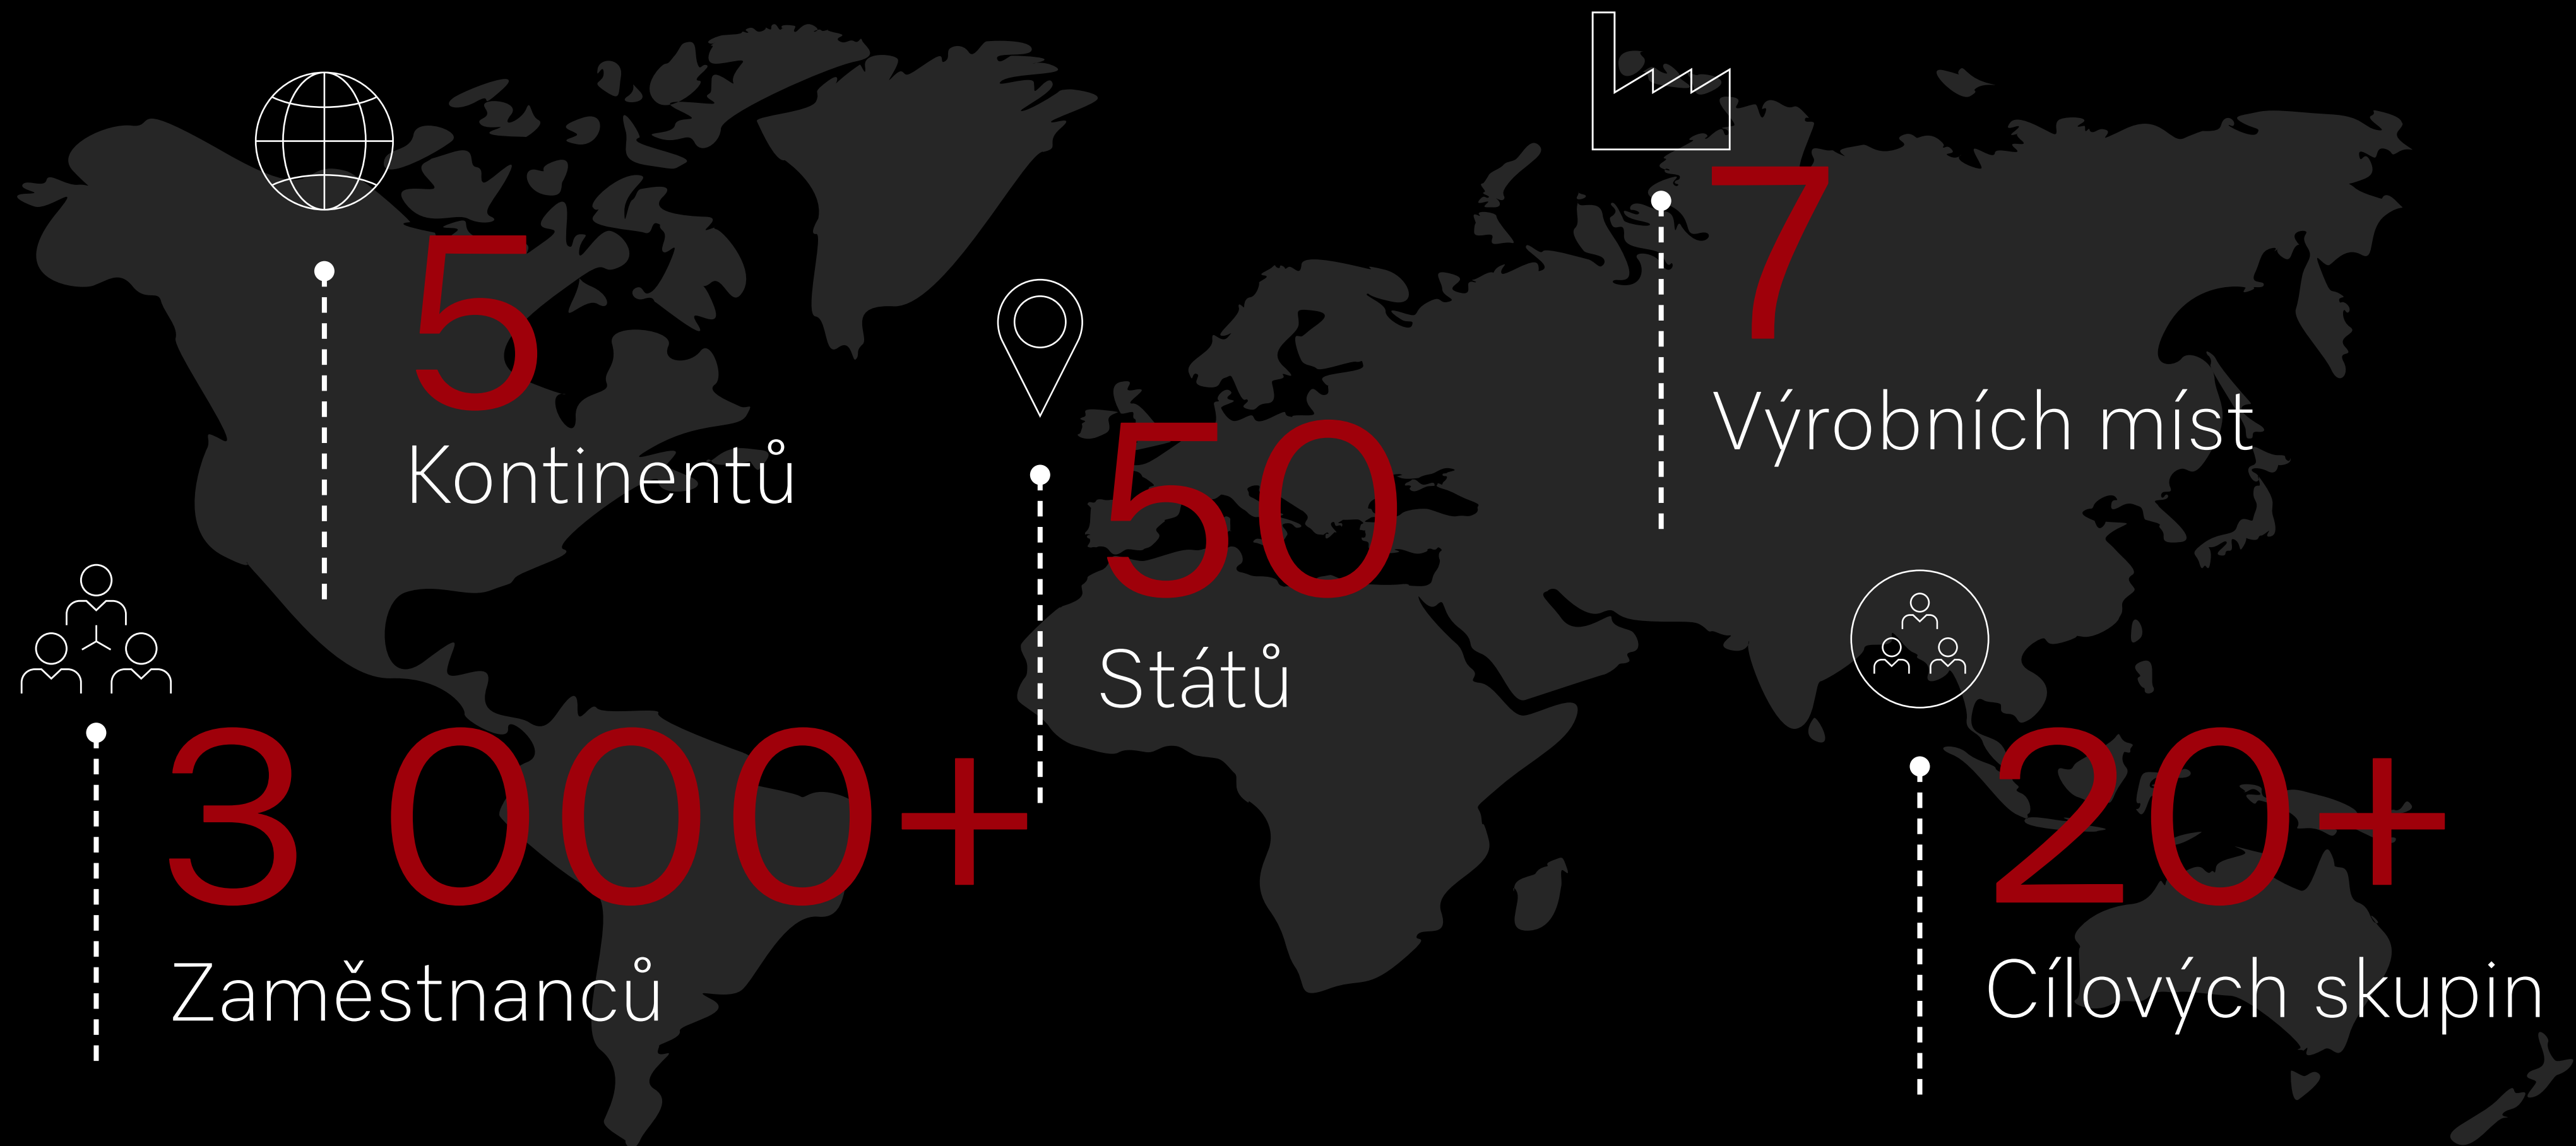 5
Kontinentů
50
Států
7
Výrobních míst
3 000+
Zaměstnanců
20+
Cílových skupin